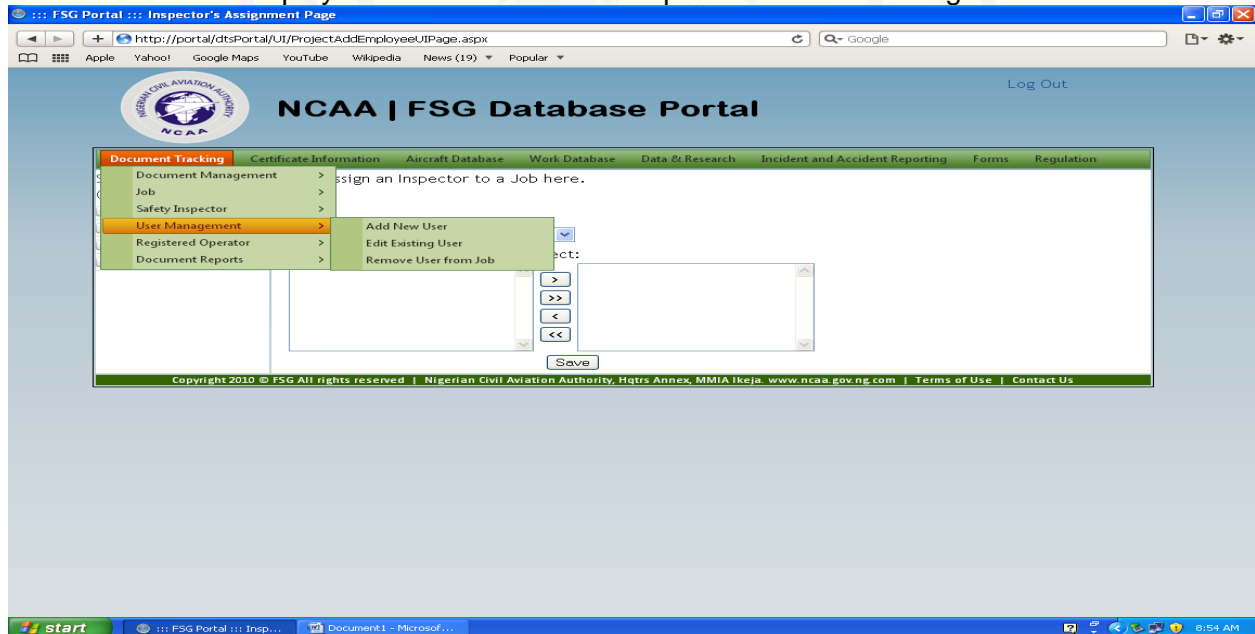 ::: FSG Portal ::: Inspector's Assignment Page
http://portal/dtsPortal/UI/ProjectAddEmployeeUIPage.aspx
Q- Google
Apple Yahoo! Google Maps YouTube Wikipedia News (19) Popular
NIGERIAN CIVIL AVIATION AUTHORITY
NCAA
NCAA | FSG Database Portal
Log Out
Document Tracking Certificate Information Aircraft Database Work Database Data & Research Incident and Accident Reporting Forms Regulation
Document Management >
ssign an Inspector to a Job here.
Job >
Safety Inspector >
User Management > Add New User
Registered Operator > Edit Existing User
ect:
Document Reports > Remove User from Job
>
>>
<
<<
Save
Copyright 2010 © FSG All rights reserved | Nigerian Civil Aviation Authority, Hqtrs Annex, MMIA Ikeja. www.ncaa.gov.ng.com | Terms of Use | Contact Us
start ::: FSG Portal ::: Insp... Document1 - Microsof... 8:54 AM